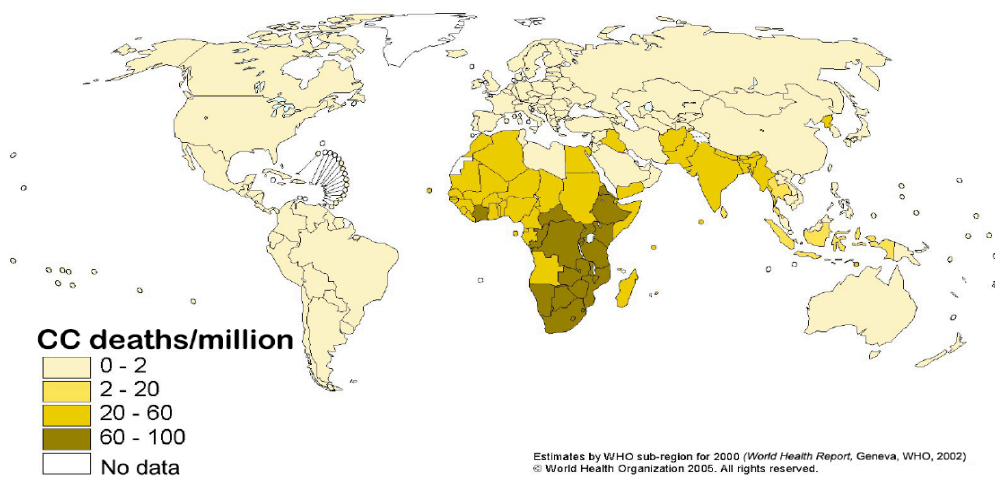 CC deaths/million
0 - 2
2 - 20
20 - 60
60 - 100
No data
Estimates by WHO sub-region for 2000 (World Health Report, Geneva, WHO, 2002)
© World Health Organization 2005. All rights reserved.